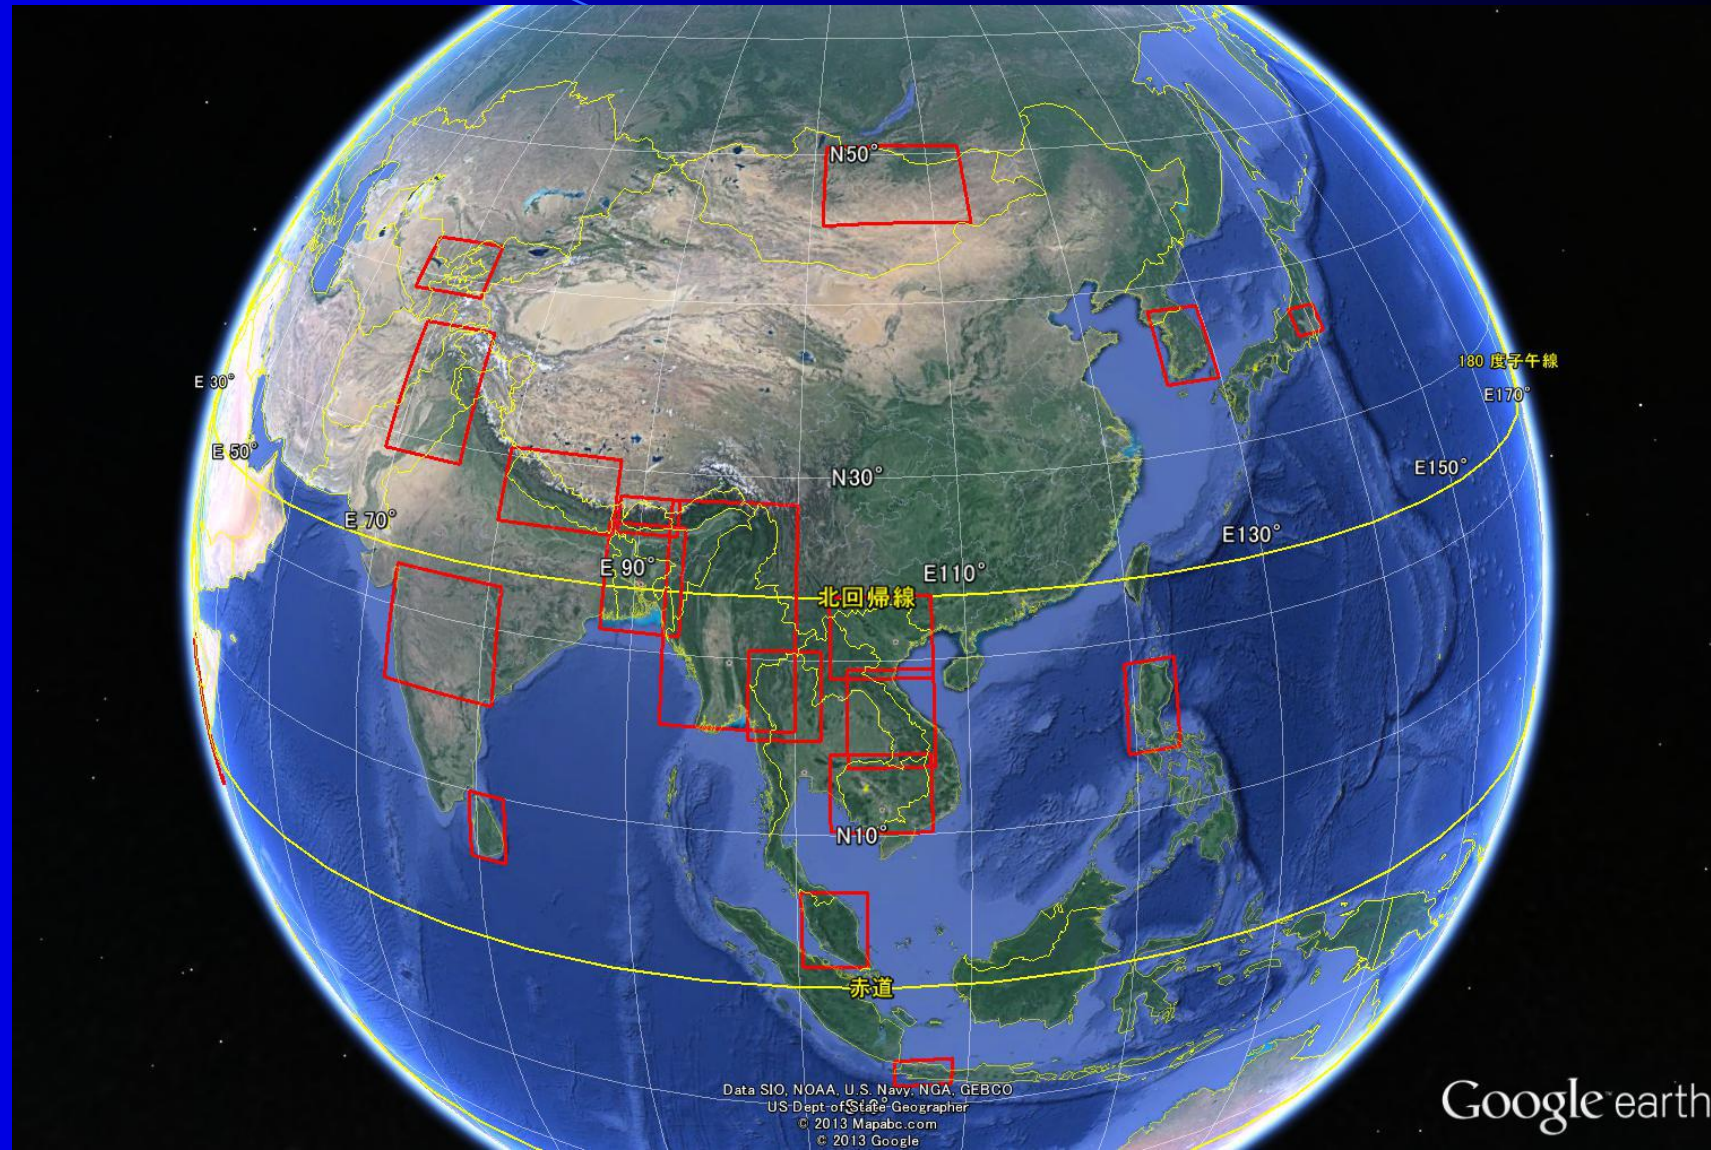 N50°
180 度子午線
E 30°
E170°
E 50°
E150°
N30°
E 70°
E130°
E 90°
E110°
北回帰線
N10°
赤道
Data SIO, NOAA, U.S. Navy, NGA, GEBCO
US Dept of State Geographer
© 2013 Mapabc.com
© 2013 Google
Google earth